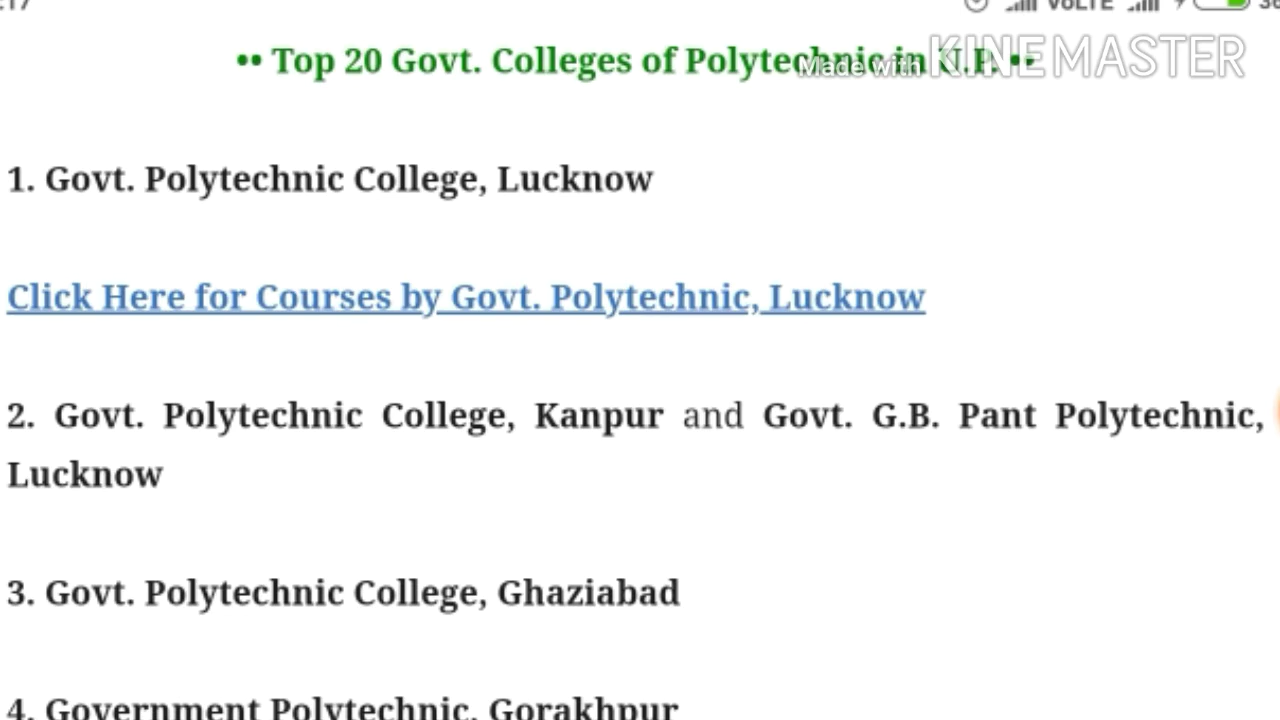 :17
VoLTE
•• Top 20 Govt. Colleges of Polytechnic in U.P. ••
Made with KINEMASTER
1. Govt. Polytechnic College, Lucknow
Click Here for Courses by Govt. Polytechnic, Lucknow
2. Govt. Polytechnic College, Kanpur and Govt. G.B. Pant Polytechnic,
Lucknow
3. Govt. Polytechnic College, Ghaziabad
4. Government Polytechnic, Gorakhpur